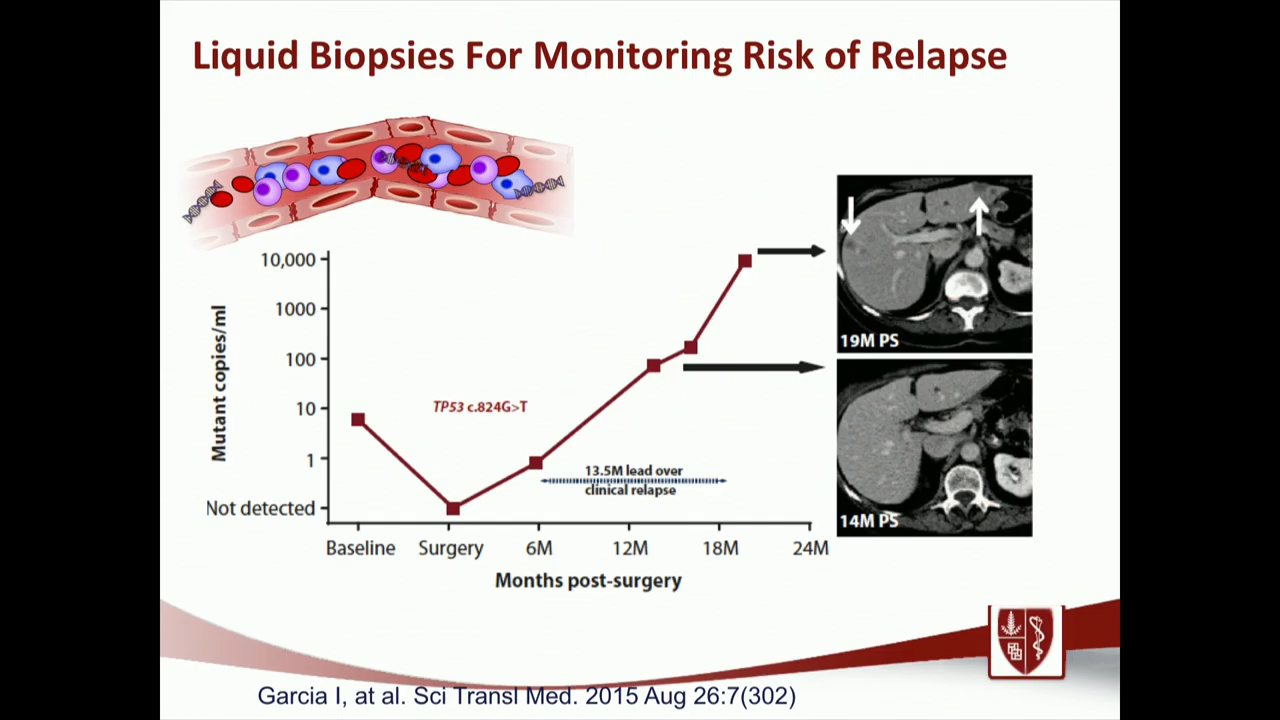 Liquid Biopsies For Monitoring Risk of Relapse
10,000
1000
100
10
1
Not detected
Mutant copies/ml
TP53 c.824G>T
13.5M lead over
clinical relapse
Baseline
Surgery
6M
12M
18M
24M
Months post-surgery
19M PS
14M PS
Garcia I, at al. Sci Transl Med. 2015 Aug 26:7(302)